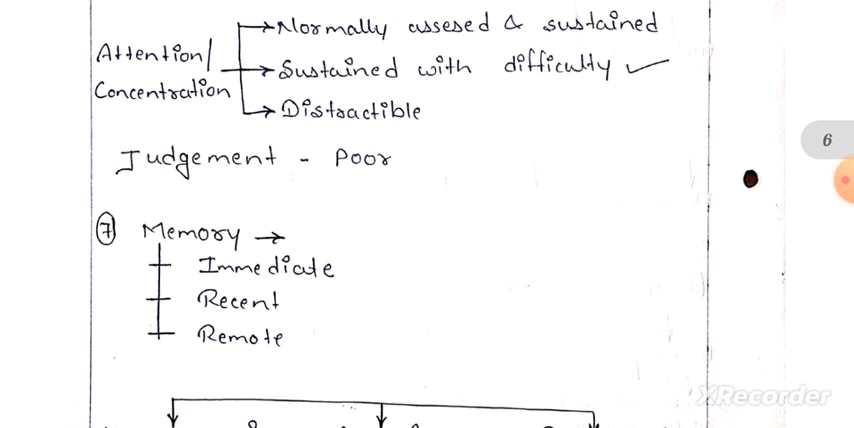 Attention/
Concentration
Normally assesed & sustained
Sustained with difficulty ✓
Distractible
Judgement - Poor
⑦ Memory →
Immediate
Recent
Remote
6
XRecorder